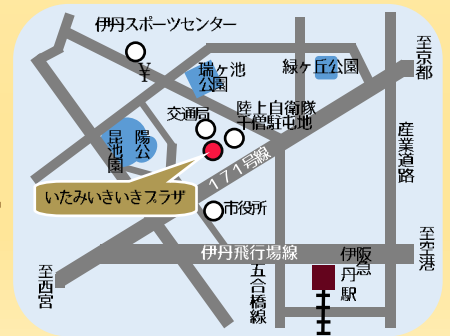 伊丹スポーツセンター
至京都
瑞ヶ池
公園
緑ヶ丘公園
交通局
陸上自衛隊
千僧駐屯地
昆陽
池公
園
産業道路
171号線
いたみいきいきプラザ
市役所
至空港
伊丹飛行場線
阪急
伊丹駅
五合橋線
至西宮